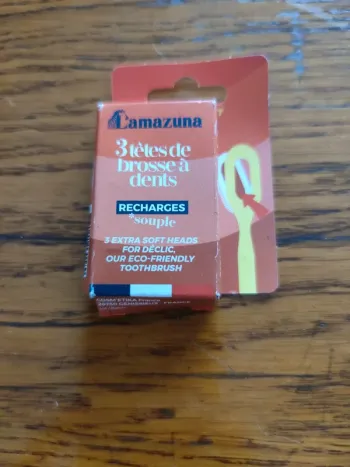 Lamazuna
3 têtes de
brosse à
dents
RECHARGES
*souple
3 EXTRA SOFT HEADS
FOR DÉCLIC,
OUR ECO-FRIENDLY
TOOTHBRUSH